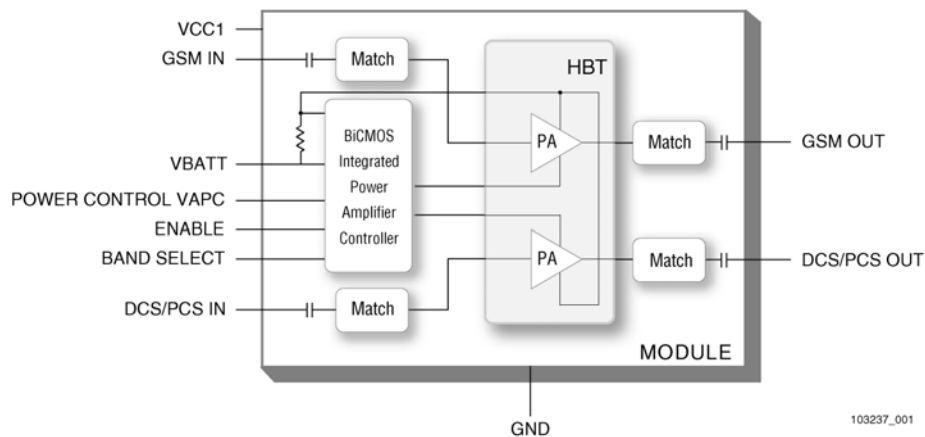 VCC1
GSM IN
Match
HBT
BiCMOS
Integrated
Power
Amplifier
Controller
PA
Match
GSM OUT
VBATT
POWER CONTROL VAPC
ENABLE
BAND SELECT
PA
Match
DCS/PCS OUT
DCS/PCS IN
Match
MODULE
GND
103237_001